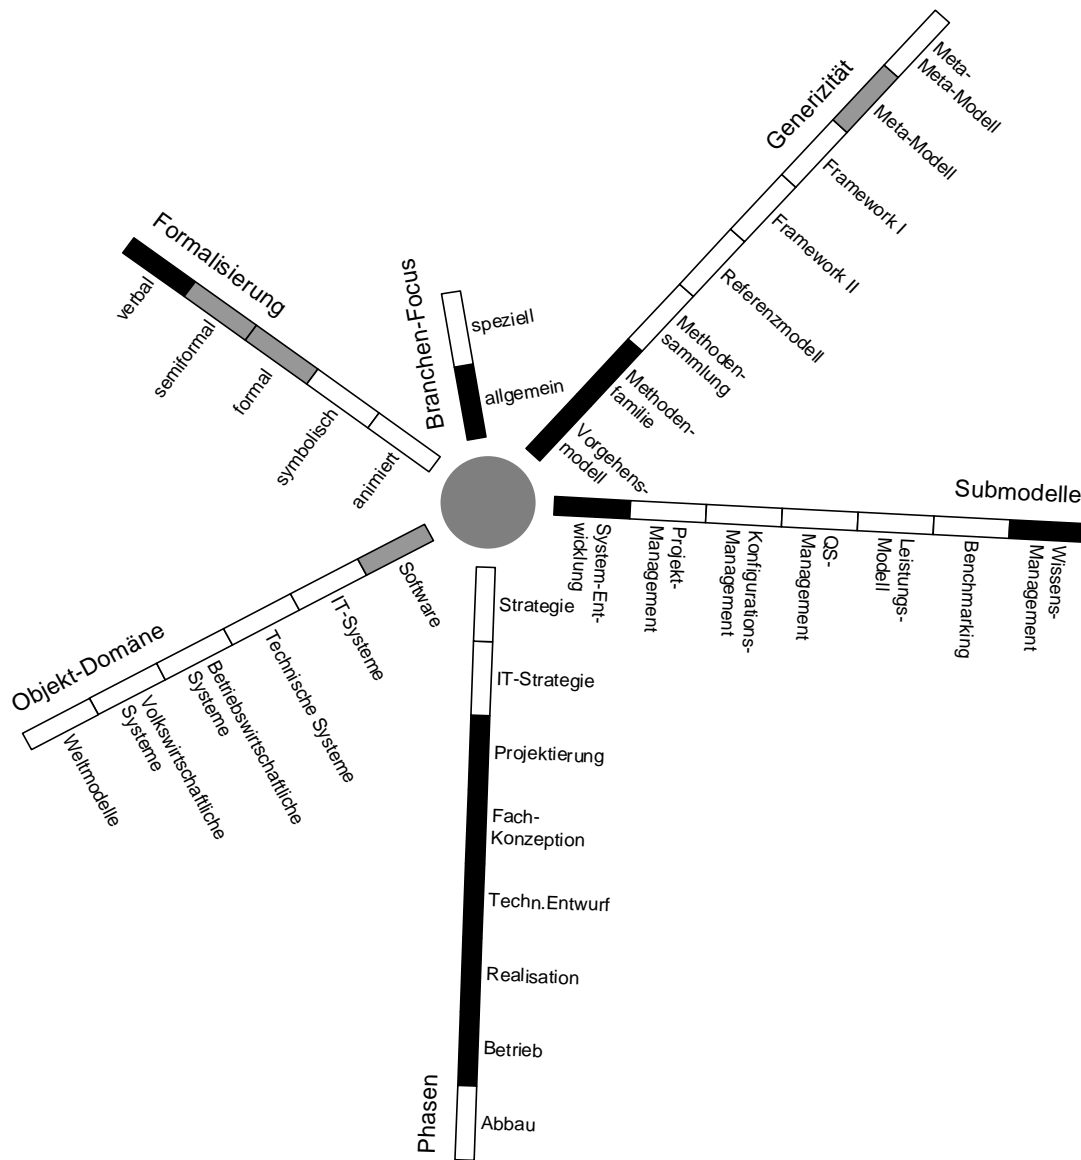 Generizität
Meta-
Meta-Modell
Meta-Modell
Framework I
Framework II
Referenzmodell
Methoden-
sammlung
Methoden-
familie
Vorgehens-
modell
Formalisierung
verbal
semiformal
formal
symbolisch
animiert
Branchen-Focus
speziell
allgemein
Submodelle
System-Ent-
wicklung
Projekt-
Management
Konfigurations-
Management
QS-
Management
Leistungs-
Modell
Benchmarking
Wissens-
Management
Objekt-Domäne
Software
IT-Systeme
Technische Systeme
Betriebswirtschaftliche
Systeme
Volkswirtschaftliche
Systeme
Weltmodelle
Phasen
Strategie
IT-Strategie
Projektierung
Fach-
Konzeption
Techn.Entwurf
Realisation
Betrieb
Abbau